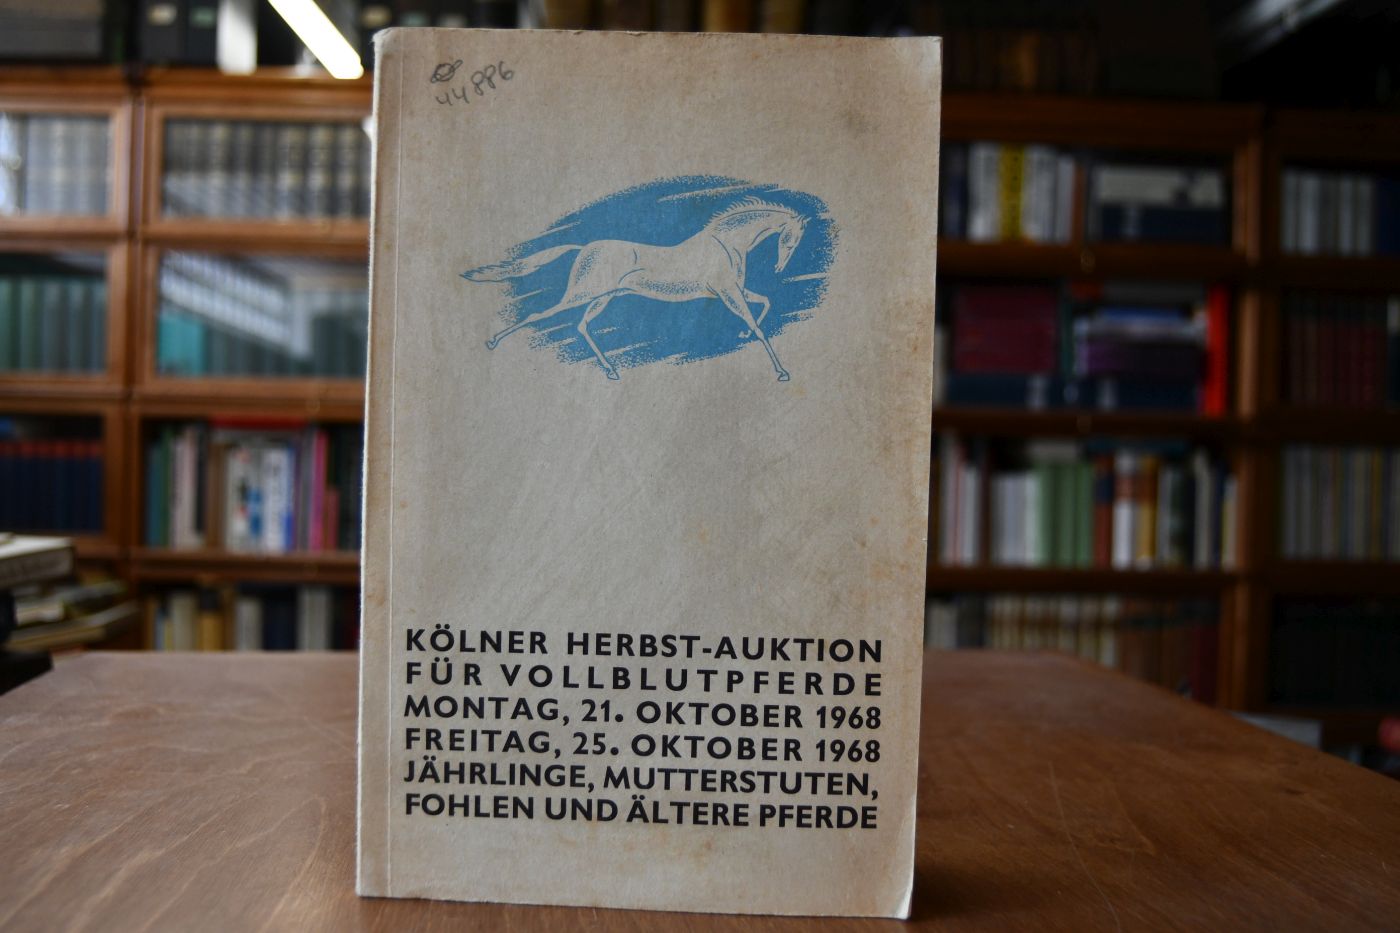 44886
KÖLNER HERBST-AUKTION
FÜR VOLLBLUTPFERDE
MONTAG, 21. OKTOBER 1968
FREITAG, 25. OKTOBER 1968
JÄHRLINGE, MUTTERSTUTEN,
FOHLEN UND ÄLTERE PFERDE